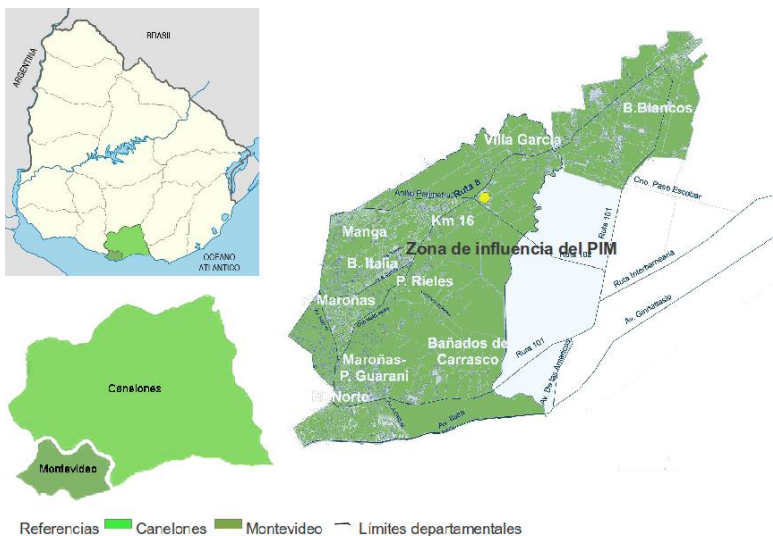 BRASIL
ARGENTINA
OCEANO
ATLANTICO
Canelones
Montevideo
B.Blancos
Villa García
Cno. Paso Escobar
Anillo Perimetral
Ruta 8
Km 16
Ruta 101
Manga
Zona de influencia del PIM
Ruta 102
B. Italia
P. Rieles
Ruta Interbalnearia
Av. Giannattasio
Maroñas
Bañados de
Carrasco
Ruta 101
Maroñas-
P. Guaraní
Av. De las Américas
Norte
Av. Italia
Referencias Canelones Montevideo Límites departamentales